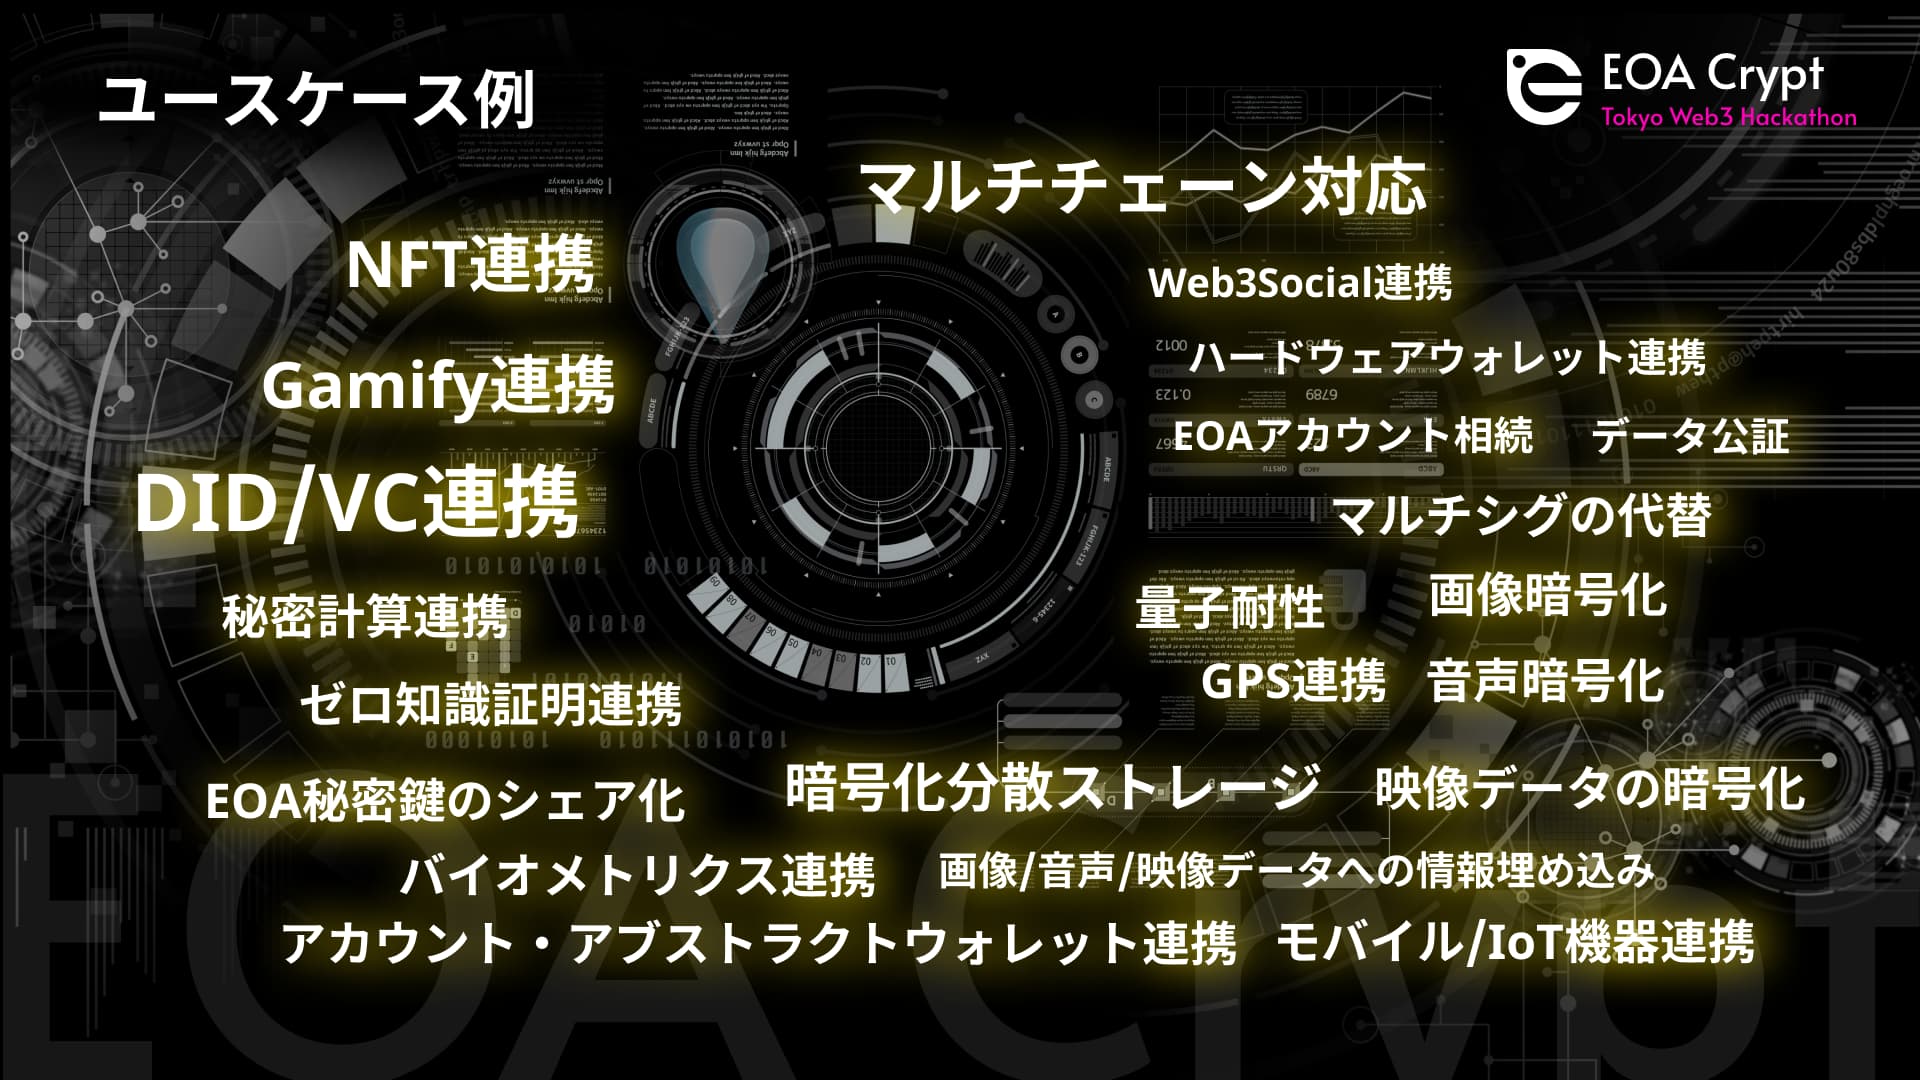 ユースケース例
EOA Crypt
Tokyo Web3 Hackathon
マルチチェーン対応
NFT連携
Web3Social連携
Gamify連携
ハードウェアウォレット連携
EOAアカウント相続
データ公証
DID/VC連携
マルチシグの代替
秘密計算連携
量子耐性
画像暗号化
ゼロ知識証明連携
GPS連携
音声暗号化
EOA秘密鍵のシェア化
暗号化分散ストレージ
映像データの暗号化
バイオメトリクス連携
画像/音声/映像データへの情報埋め込み
アカウント・アブストラクトウォレット連携
モバイル/IoT機器連携
EOA Crypt